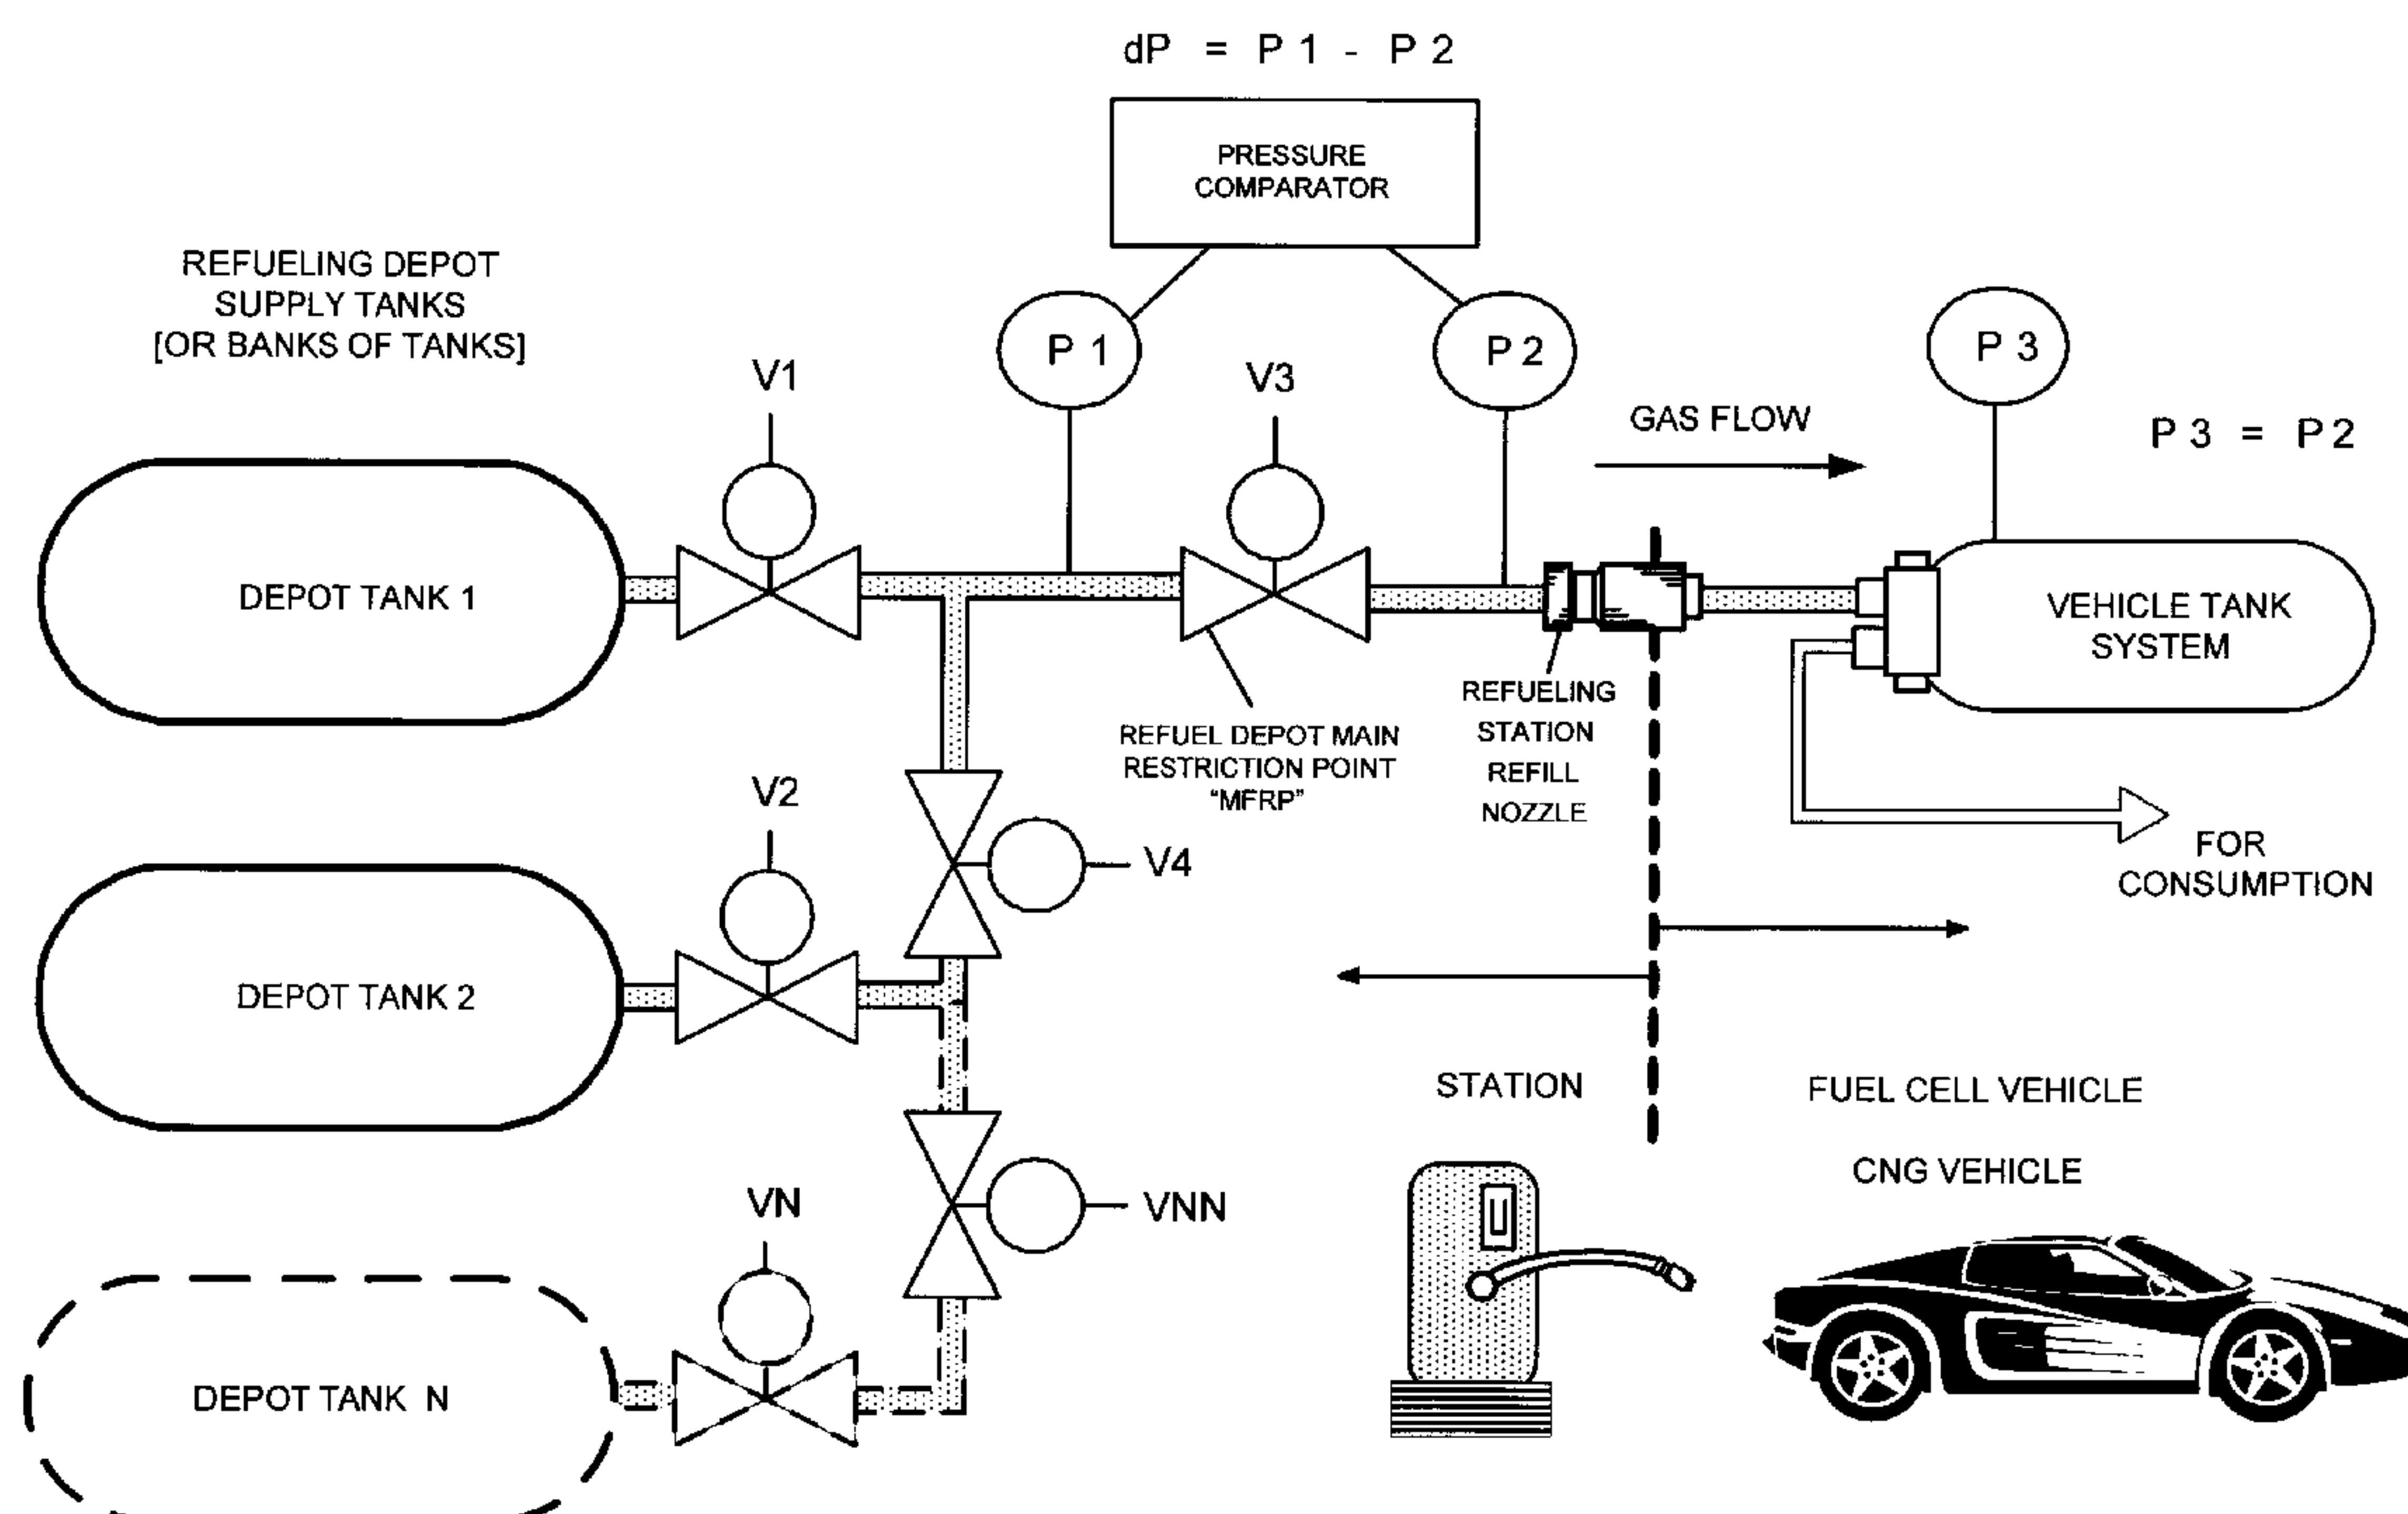 dP = P 1 - P 2
PRESSURE
COMPARATOR
REFUELING DEPOT
SUPPLY TANKS
[OR BANKS OF TANKS]
V1
P 1
V3
P 2
P 3
GAS FLOW
P 3 = P 2
DEPOT TANK 1
VEHICLE TANK
SYSTEM
REFUEL DEPOT MAIN
RESTRICTION POINT
"MFRP"
REFUELING
STATION
REFILL
NOZZLE
V2
V4
FOR
CONSUMPTION
DEPOT TANK 2
STATION
FUEL CELL VEHICLE
CNG VEHICLE
VN
VNN
DEPOT TANK N